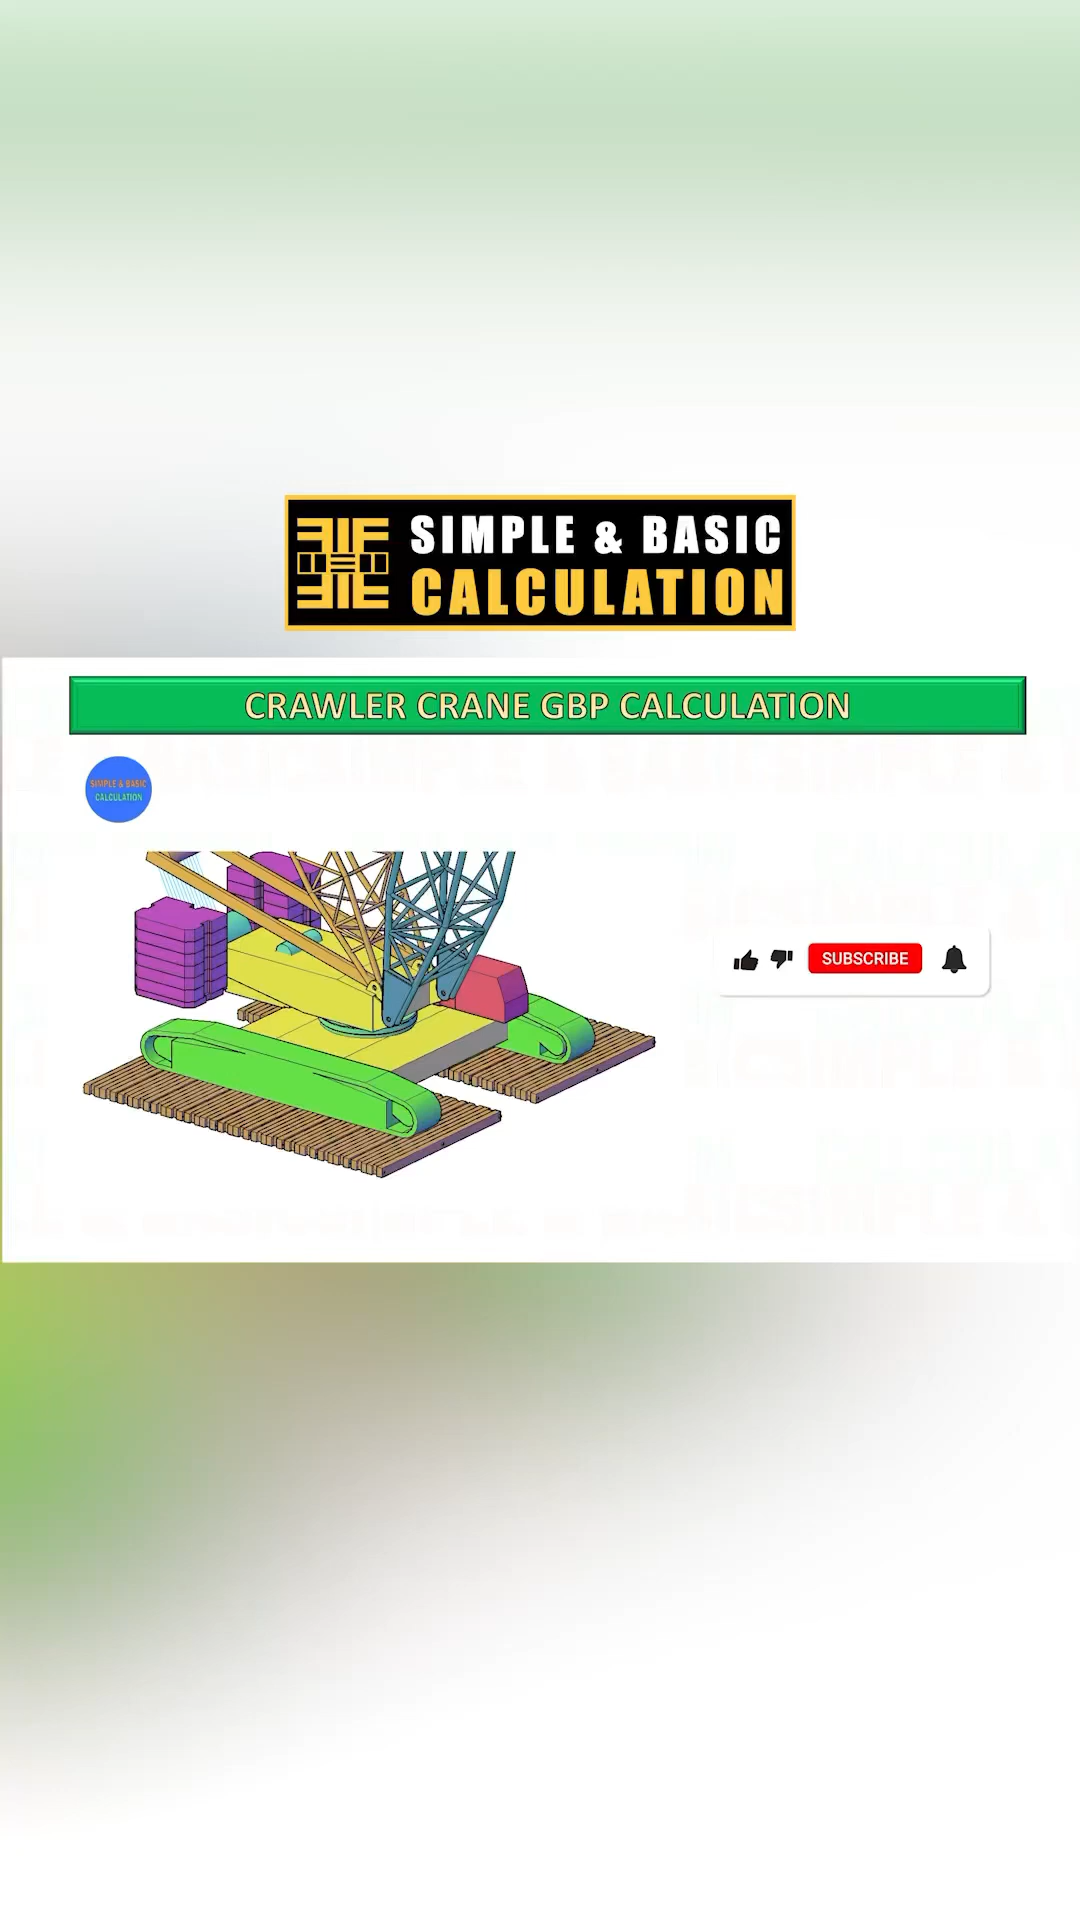 SIMPLE & BASIC
CALCULATION
CRAWLER CRANE GBP CALCULATION
SIMPLE & BASIC
CALCULATION
SUBSCRIBE